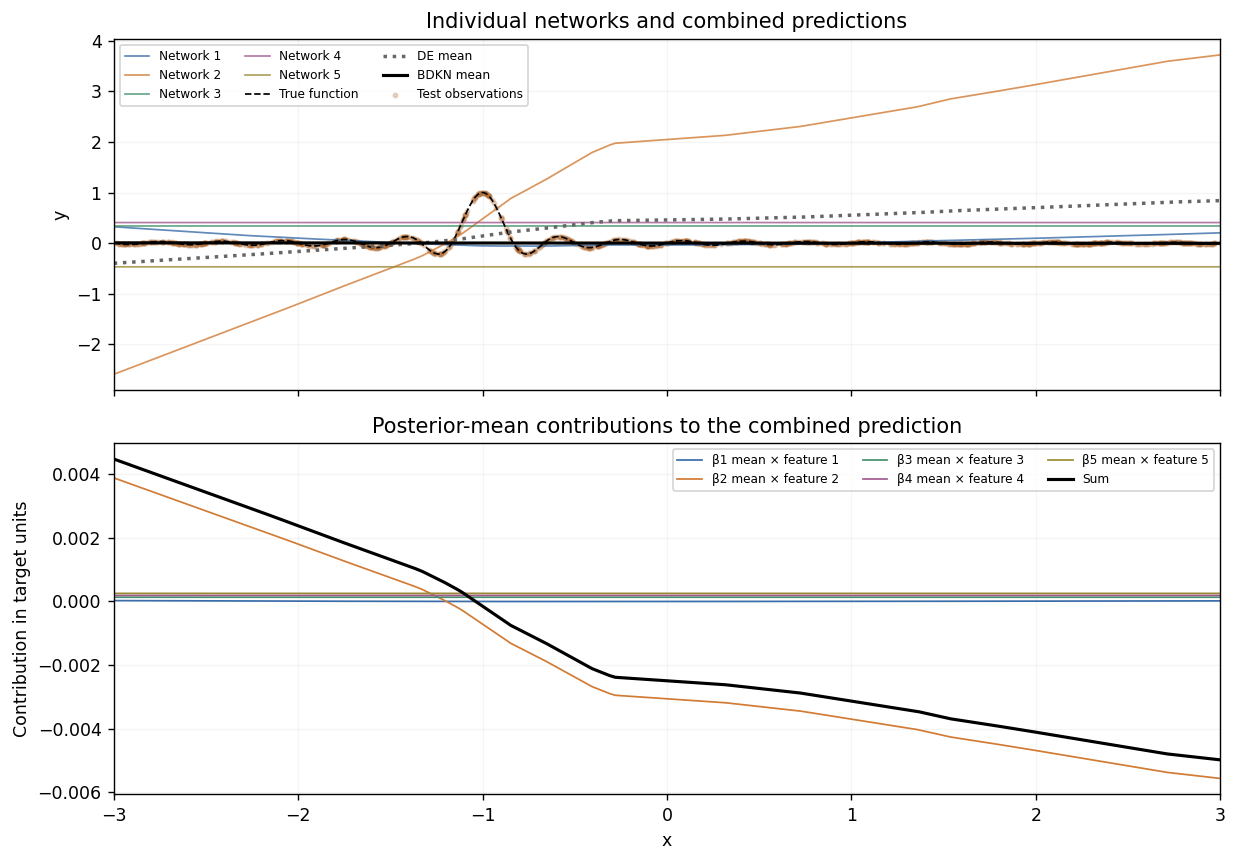 Individual networks and combined predictions
4
3
2
1
0
−1
−2
y
Network 1
Network 2
Network 3
Network 4
Network 5
True function
DE mean
BDKN mean
Test observations
Posterior-mean contributions to the combined prediction
0.004
0.002
0.000
−0.002
−0.004
−0.006
Contribution in target units
β1 mean × feature 1
β2 mean × feature 2
β3 mean × feature 3
β4 mean × feature 4
β5 mean × feature 5
Sum
−3
−2
−1
0
1
2
3
x